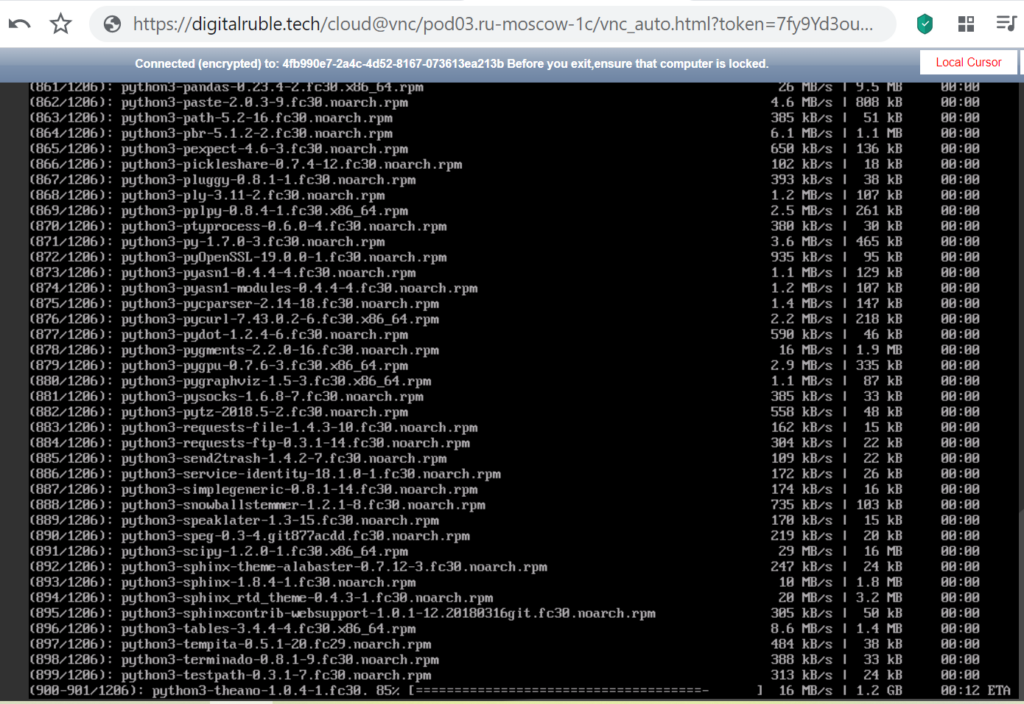 https://digitalruble.tech/cloud@vnc/pod03.ru-moscow-1c/vnc_auto.html?token=7fy9Yd3ou...
Connected (encrypted) to: 4fb990e7-2a4c-4d52-8167-073613ea213b Before you exit,ensure that computer is locked.
Local Cursor
(861/1206): python3-pandas-0.23.4-2.fc30.x86_64.rpm 26 MB/s | 9.5 MB 00:00
(862/1206): python3-paste-2.0.3-9.fc30.noarch.rpm 4.6 MB/s | 808 kB 00:00
(863/1206): python3-path-5.2-16.fc30.noarch.rpm 385 kB/s | 51 kB 00:00
(864/1206): python3-pbr-5.1.2-2.fc30.noarch.rpm 6.1 MB/s | 1.1 MB 00:00
(865/1206): python3-pexpect-4.6-3.fc30.noarch.rpm 650 kB/s | 136 kB 00:00
(866/1206): python3-pickleshare-0.7.4-12.fc30.noarch.rpm 102 kB/s | 18 kB 00:00
(867/1206): python3-pluggy-0.8.1-1.fc30.noarch.rpm 393 kB/s | 38 kB 00:00
(868/1206): python3-ply-3.11-2.fc30.noarch.rpm 1.2 MB/s | 107 kB 00:00
(869/1206): python3-pplpy-0.8.4-1.fc30.x86_64.rpm 2.5 MB/s | 261 kB 00:00
(870/1206): python3-ptyprocess-0.6.0-4.fc30.noarch.rpm 380 kB/s | 30 kB 00:00
(871/1206): python3-py-1.7.0-3.fc30.noarch.rpm 3.6 MB/s | 465 kB 00:00
(872/1206): python3-pyOpenSSL-19.0.0-1.fc30.noarch.rpm 935 kB/s | 95 kB 00:00
(873/1206): python3-pyasn1-0.4.4-4.fc30.noarch.rpm 1.1 MB/s | 129 kB 00:00
(874/1206): python3-pyasn1-modules-0.4.4-4.fc30.noarch.rpm 1.2 MB/s | 107 kB 00:00
(875/1206): python3-pycparser-2.14-18.fc30.noarch.rpm 1.4 MB/s | 147 kB 00:00
(876/1206): python3-pycurl-7.43.0.2-6.fc30.x86_64.rpm 2.2 MB/s | 218 kB 00:00
(877/1206): python3-pydot-1.2.4-6.fc30.noarch.rpm 590 kB/s | 46 kB 00:00
(878/1206): python3-pygments-2.2.0-16.fc30.noarch.rpm 16 MB/s | 1.9 MB 00:00
(879/1206): python3-pygpu-0.7.6-3.fc30.x86_64.rpm 2.9 MB/s | 335 kB 00:00
(880/1206): python3-pygraphviz-1.5-3.fc30.x86_64.rpm 1.1 MB/s | 87 kB 00:00
(881/1206): python3-pysocks-1.6.8-7.fc30.noarch.rpm 385 kB/s | 33 kB 00:00
(882/1206): python3-pytz-2018.5-2.fc30.noarch.rpm 558 kB/s | 48 kB 00:00
(883/1206): python3-requests-file-1.4.3-10.fc30.noarch.rpm 162 kB/s | 15 kB 00:00
(884/1206): python3-requests-ftp-0.3.1-14.fc30.noarch.rpm 304 kB/s | 22 kB 00:00
(885/1206): python3-send2trash-1.4.2-7.fc30.noarch.rpm 109 kB/s | 22 kB 00:00
(886/1206): python3-service-identity-18.1.0-1.fc30.noarch.rpm 172 kB/s | 26 kB 00:00
(887/1206): python3-simplegeneric-0.8.1-14.fc30.noarch.rpm 174 kB/s | 16 kB 00:00
(888/1206): python3-snowballstemmer-1.2.1-8.fc30.noarch.rpm 735 kB/s | 103 kB 00:00
(889/1206): python3-speaklater-1.3-15.fc30.noarch.rpm 170 kB/s | 15 kB 00:00
(890/1206): python3-speg-0.3-4.git877acdd.fc30.noarch.rpm 219 kB/s | 20 kB 00:00
(891/1206): python3-scipy-1.2.0-1.fc30.x86_64.rpm 29 MB/s | 16 MB 00:00
(892/1206): python3-sphinx-theme-alabaster-0.7.12-3.fc30.noarch.rpm 247 kB/s | 24 kB 00:00
(893/1206): python3-sphinx-1.8.4-1.fc30.noarch.rpm 10 MB/s | 1.8 MB 00:00
(894/1206): python3-sphinx_rtd_theme-0.4.3-1.fc30.noarch.rpm 20 MB/s | 3.2 MB 00:00
(895/1206): python3-sphinxcontrib-websupport-1.0.1-12.20180316git.fc30.noarch.rpm 305 kB/s | 50 kB 00:00
(896/1206): python3-tables-3.4.4-4.fc30.x86_64.rpm 8.6 MB/s | 1.4 MB 00:00
(897/1206): python3-tempita-0.5.1-20.fc29.noarch.rpm 484 kB/s | 38 kB 00:00
(898/1206): python3-terminado-0.8.1-9.fc30.noarch.rpm 388 kB/s | 33 kB 00:00
(899/1206): python3-testpath-0.3.1-7.fc30.noarch.rpm 313 kB/s | 24 kB 00:00
(900-901/1206): python3-theano-1.0.4-1.fc30. 85% [=====================================- ] 16 MB/s | 1.2 GB 00:12 ETA